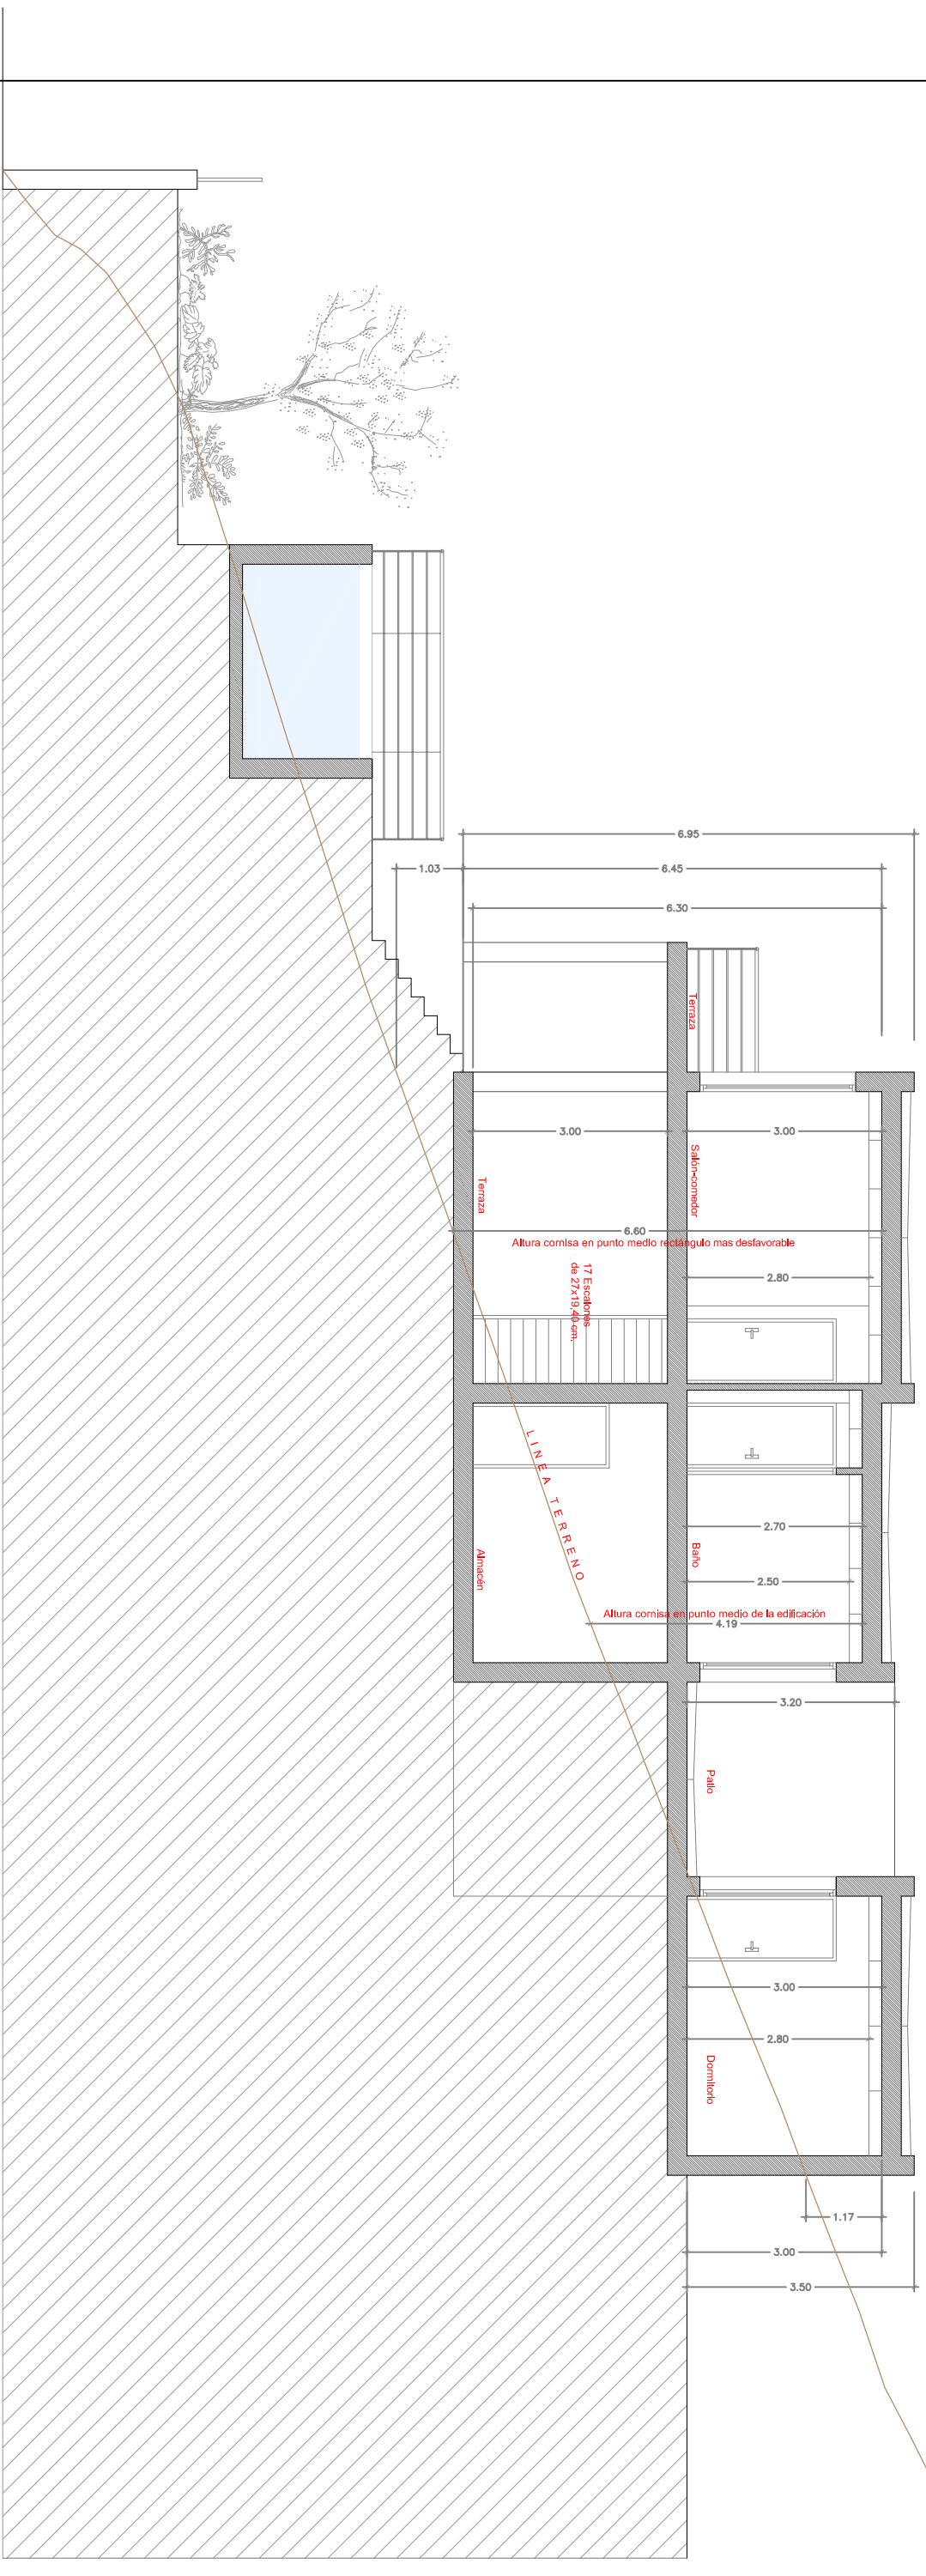 6.95
1.03
6.45
6.30
Terraza
3.00
3.00
Salón-comedor
Terraza
6.60
Altura cornisa en punto medio rectángulo mas desfavorable
17 Escalones
de 27x19,40 cm.
2.80
LINEA TERRENO
2.70
Baño
Almacén
2.50
Altura cornisa en punto medio de la edificación
4.19
3.20
Patio
3.00
2.80
Dormitorio
1.17
3.00
3.50